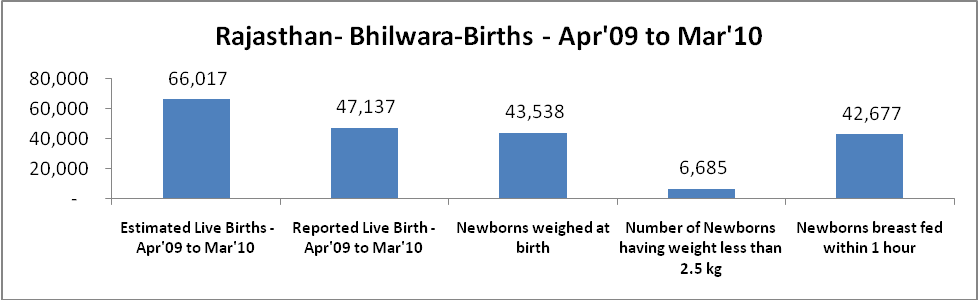 Rajasthan- Bhilwara-Births - Apr'09 to Mar'10
80,000
60,000
40,000
20,000
-
66,017
47,137
43,538
6,685
42,677
Estimated Live Births -
Apr'09 to Mar'10
Reported Live Birth -
Apr'09 to Mar'10
Newborns weighed at
birth
Number of Newborns
having weight less than
2.5 kg
Newborns breast fed
within 1 hour